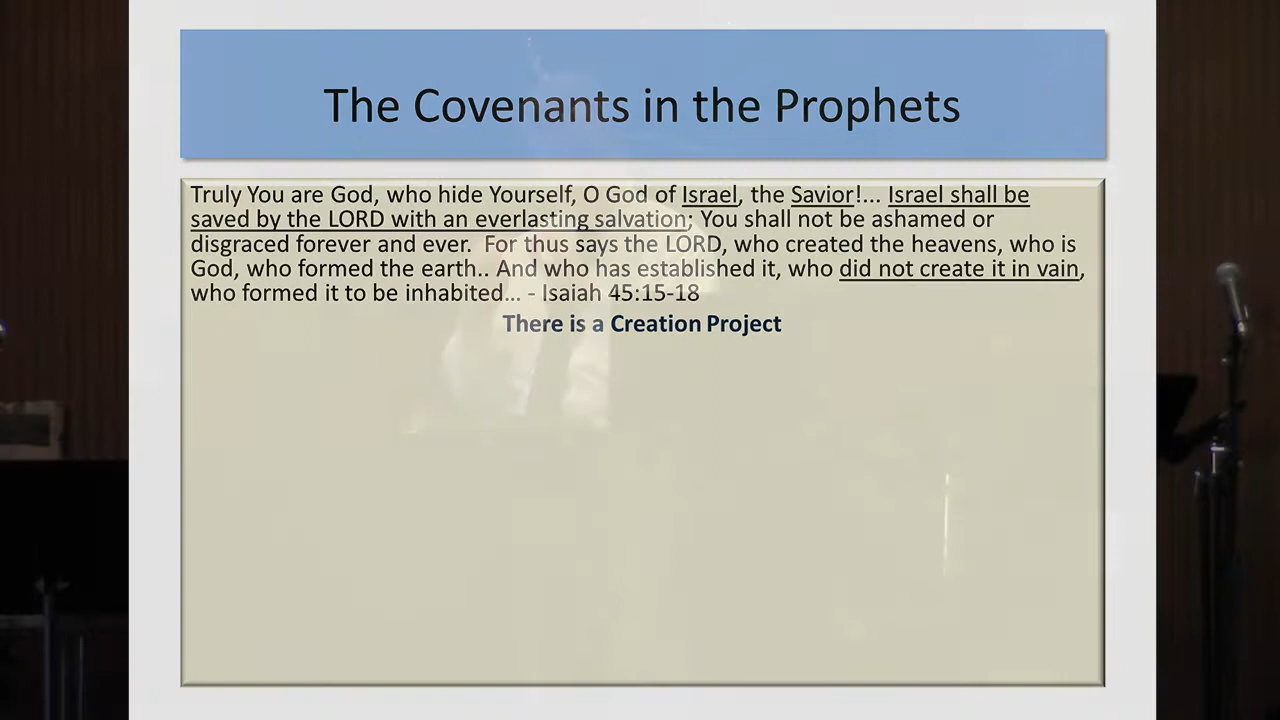 The Covenants in the Prophets
Truly You are God, who hide Yourself, O God of Israel, the Savior!... Israel shall be
saved by the LORD with an everlasting salvation; You shall not be ashamed or
disgraced forever and ever.  For thus says the LORD, who created the heavens, who is
God, who formed the earth.. And who has established it, who did not create it in vain,
who formed it to be inhabited... - Isaiah 45:15-18
There is a Creation Project